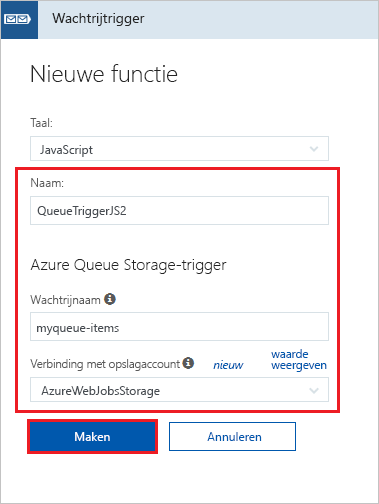 Wachtrijtrigger
Nieuwe functie
Taal:
JavaScript
Naam:
QueueTriggerJS2
Azure Queue Storage-trigger
Wachtrijnaam
myqueue-items
Verbinding met opslagaccount nieuw waarde weergeven
AzureWebJobsStorage
Maken Annuleren